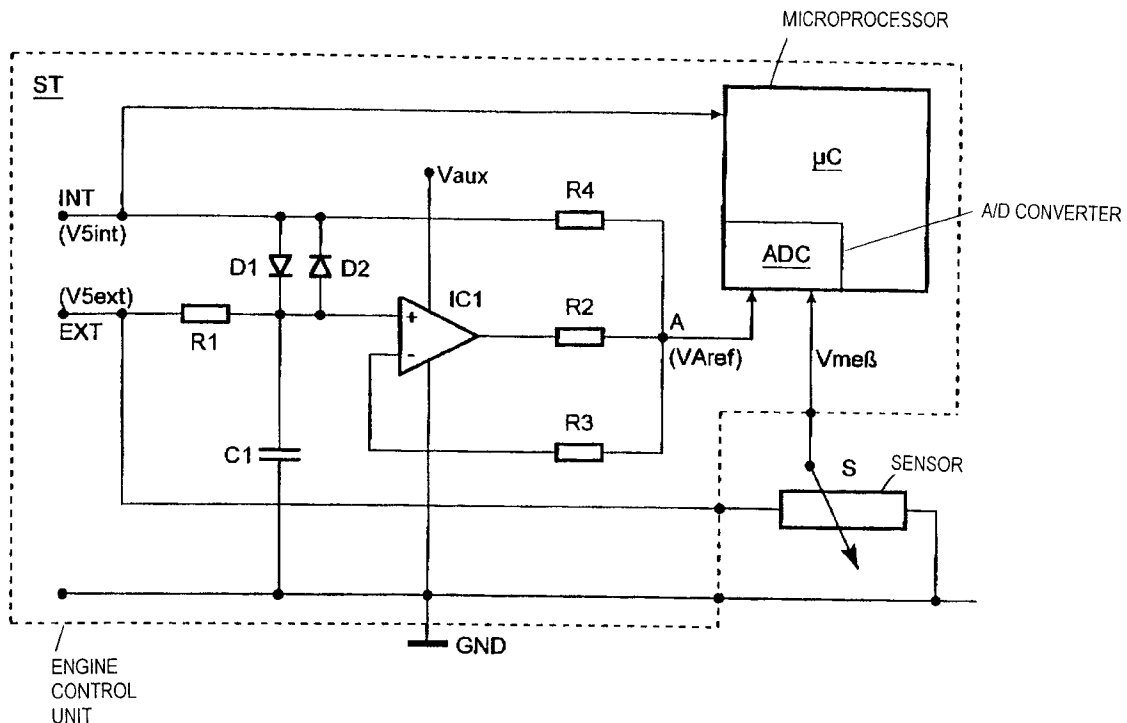 MICROPROCESSOR
ST
µC
Vaux
R4
INT
(V5int)
A/D CONVERTER
ADC
D1
D2
(V5ext)
EXT
IC1
R2
A
R1
+
-
(VAref)
Vmeß
R3
C1
S
SENSOR
GND
ENGINE
CONTROL
UNIT